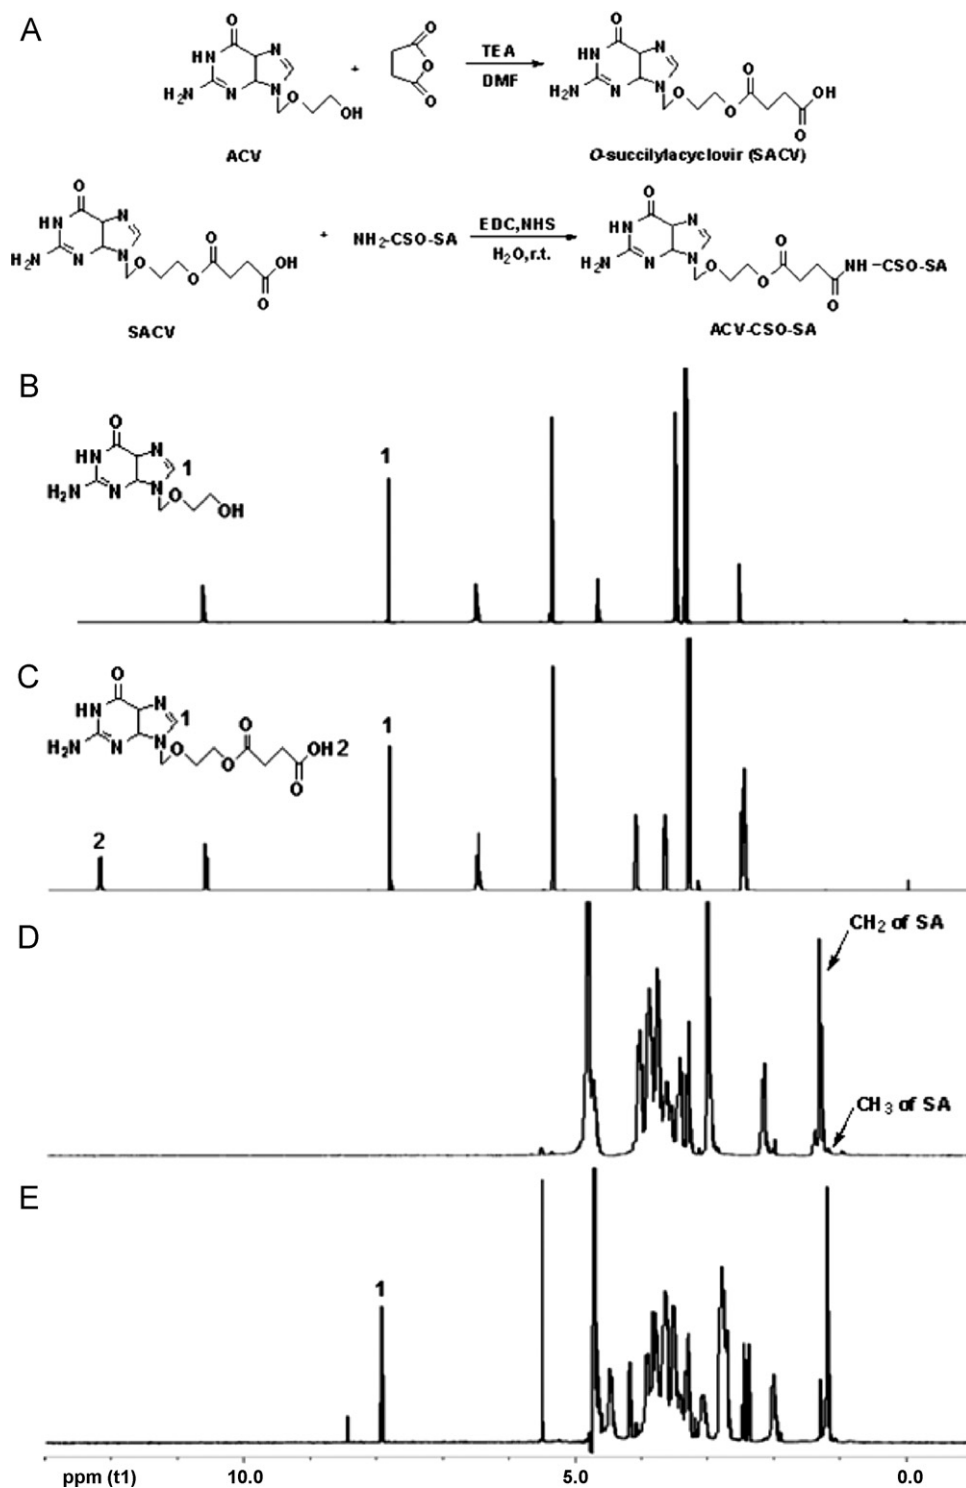 A
O
HN
N
H₂N
N
N
O
OH
ACV
+
O
O
O
TEA
DMF
O
HN
N
H₂N
N
N
O
O
O
OH
O
O-succilylacyclovir (SACV)
O
HN
N
H₂N
N
N
O
O
O
OH
O
SACV
+
NH₂-CSO-SA
EDC,NHS
H₂O,r.t.
O
HN
N
H₂N
N
N
O
O
O
O
NH–CSO-SA
ACV-CSO-SA
B
O
HN
N
1
H₂N
N
N
O
OH
1
C
O
HN
N
1
H₂N
N
N
O
O
O
OH 2
O
1
2
D
CH₂ of SA
CH₃ of SA
E
1
ppm (t1)
10.0
5.0
0.0